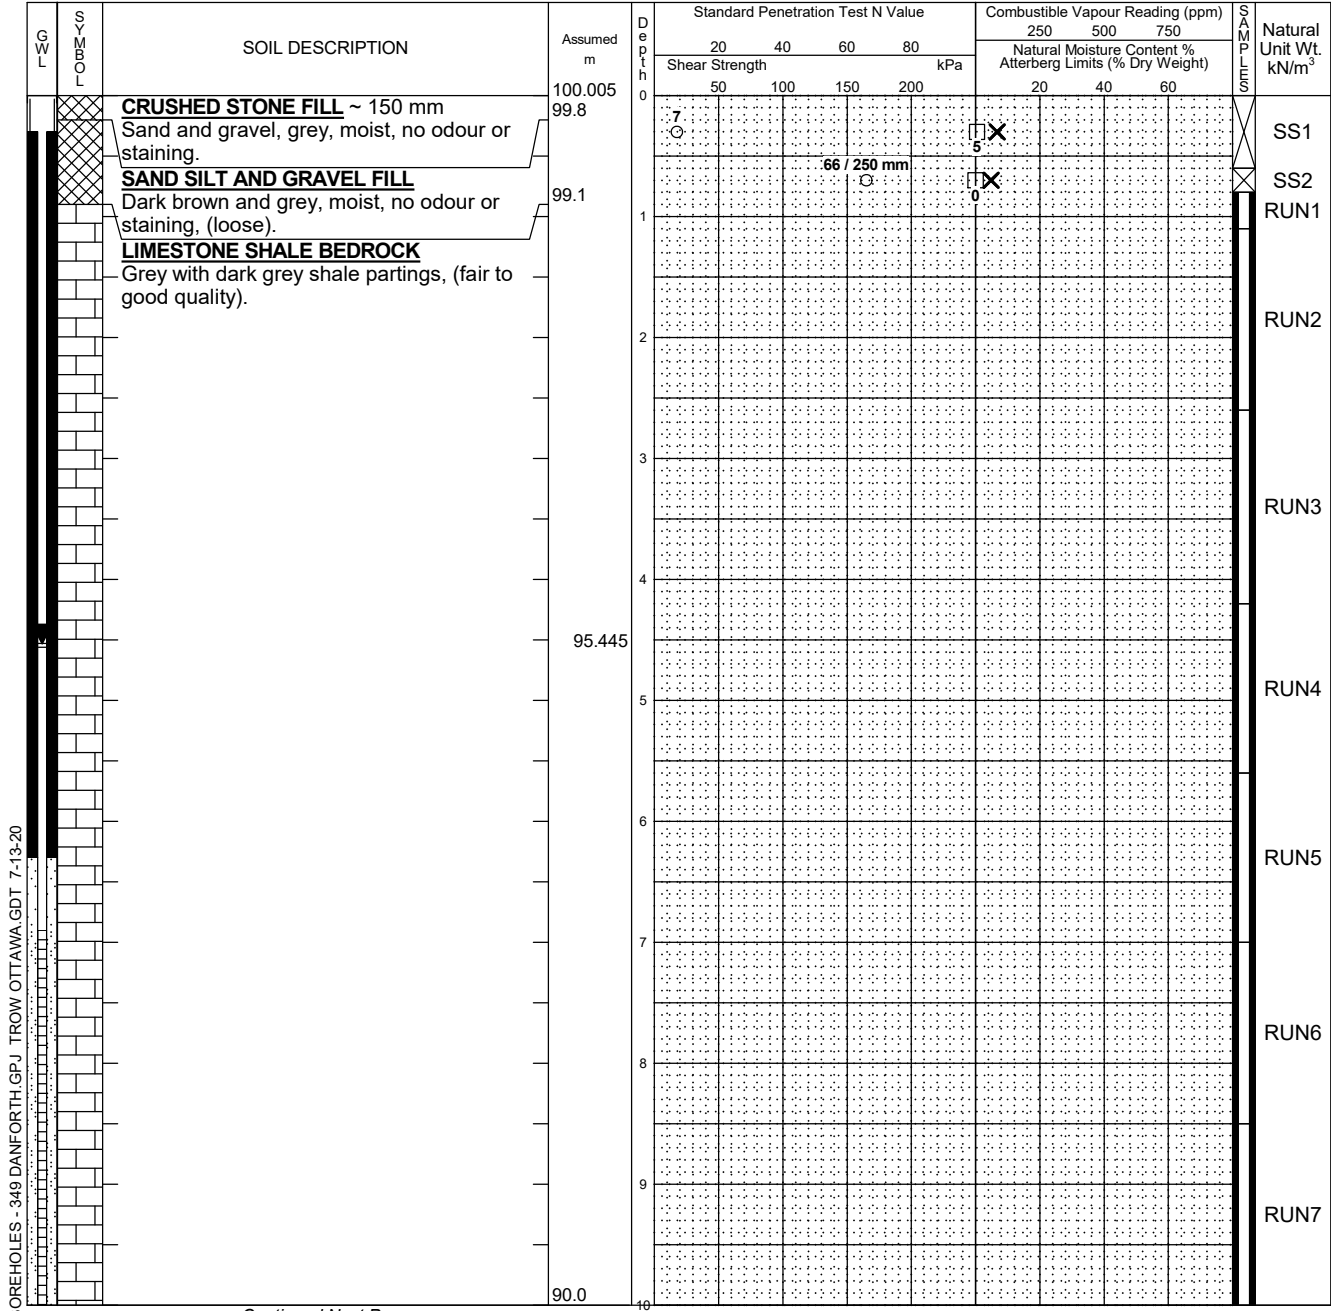 GWL
SYMBOL
SOIL DESCRIPTION
Assumed
m
100.005
Depth
Standard Penetration Test N Value
20 40 60 80
Shear Strength kPa
50 100 150 200
Combustible Vapour Reading (ppm)
250 500 750
Natural Moisture Content %
Atterberg Limits (% Dry Weight)
20 40 60
SAMPLES
Natural
Unit Wt.
kN/m³
CRUSHED STONE FILL ~ 150 mm
Sand and gravel, grey, moist, no odour or
staining.
SAND SILT AND GRAVEL FILL
Dark brown and grey, moist, no odour or
staining, (loose).
LIMESTONE SHALE BEDROCK
Grey with dark grey shale partings, (fair to
good quality).
99.8
99.1
95.445
90.0
0
1
2
3
4
5
6
7
8
9
10
7
66 / 250 mm
5
0
SS1
SS2
RUN1
RUN2
RUN3
RUN4
RUN5
RUN6
RUN7
OREHOLES - 349 DANFORTH.GPJ TROW OTTAWA.GDT 7-13-20